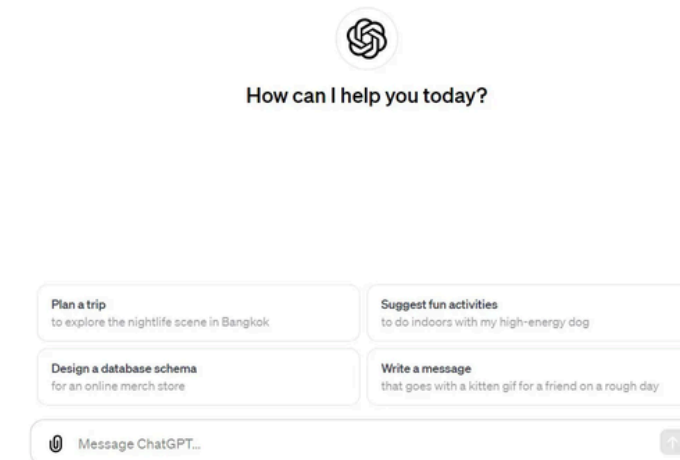 How can I help you today?
Plan a trip
to explore the nightlife scene in Bangkok
Suggest fun activities
to do indoors with my high-energy dog
Design a database schema
for an online merch store
Write a message
that goes with a kitten gif for a friend on a rough day
Message ChatGPT...